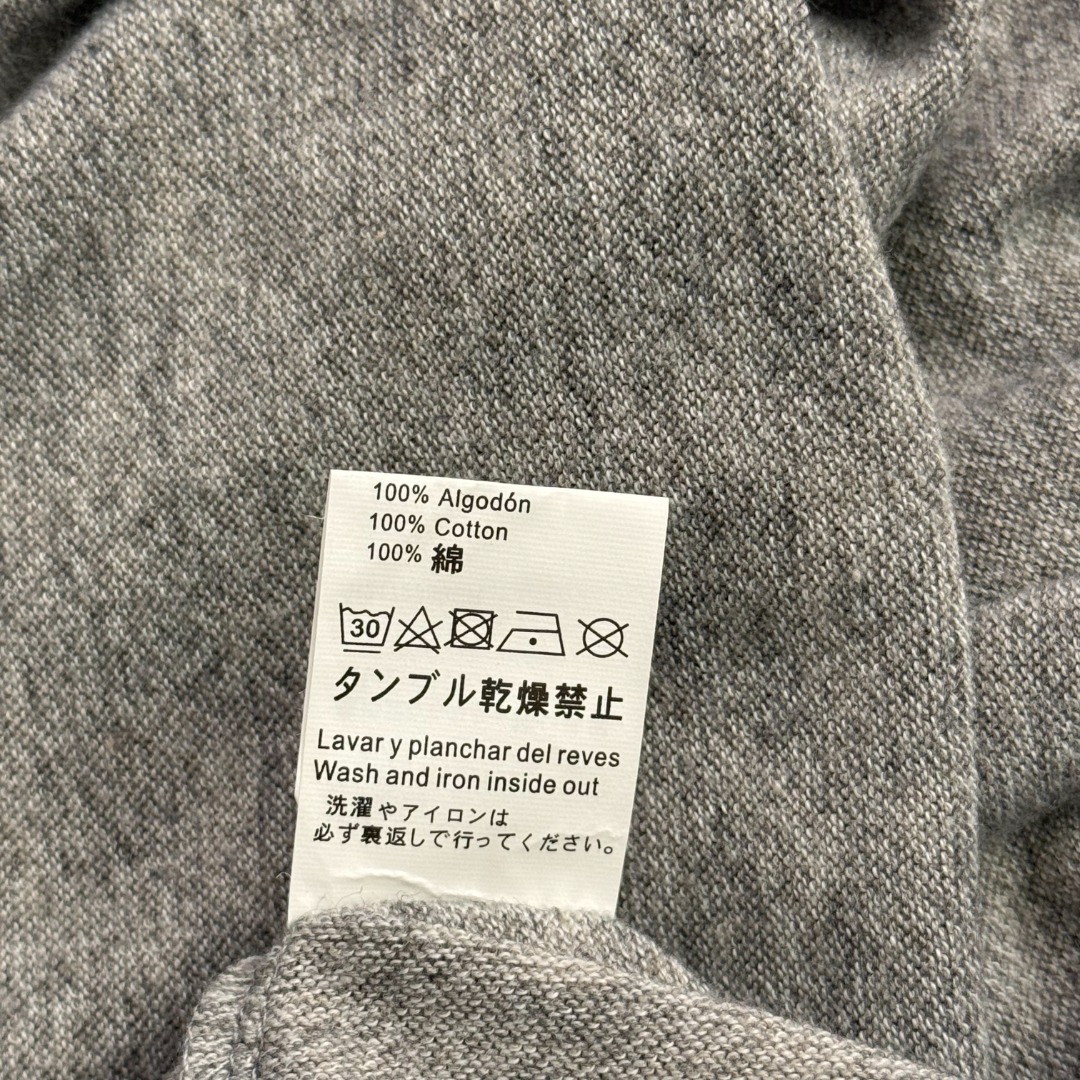 100% Algodón
100% Cotton
100% 綿
30
タンブル乾燥禁止
Lavar y planchar del reves
Wash and iron inside out
洗濯やアイロンは
必ず裏返しで行ってください。